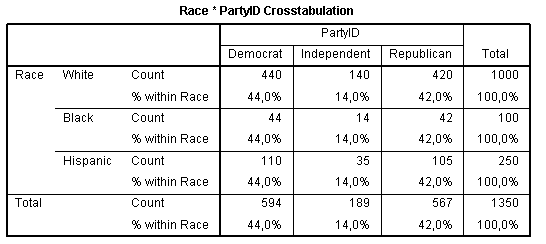 Race * PartyID Crosstabulation
PartyID
Democrat Independent Republican Total
Race White Count 440 140 420 1000
% within Race 44,0% 14,0% 42,0% 100,0%
Black Count 44 14 42 100
% within Race 44,0% 14,0% 42,0% 100,0%
Hispanic Count 110 35 105 250
% within Race 44,0% 14,0% 42,0% 100,0%
Total Count 594 189 567 1350
% within Race 44,0% 14,0% 42,0% 100,0%